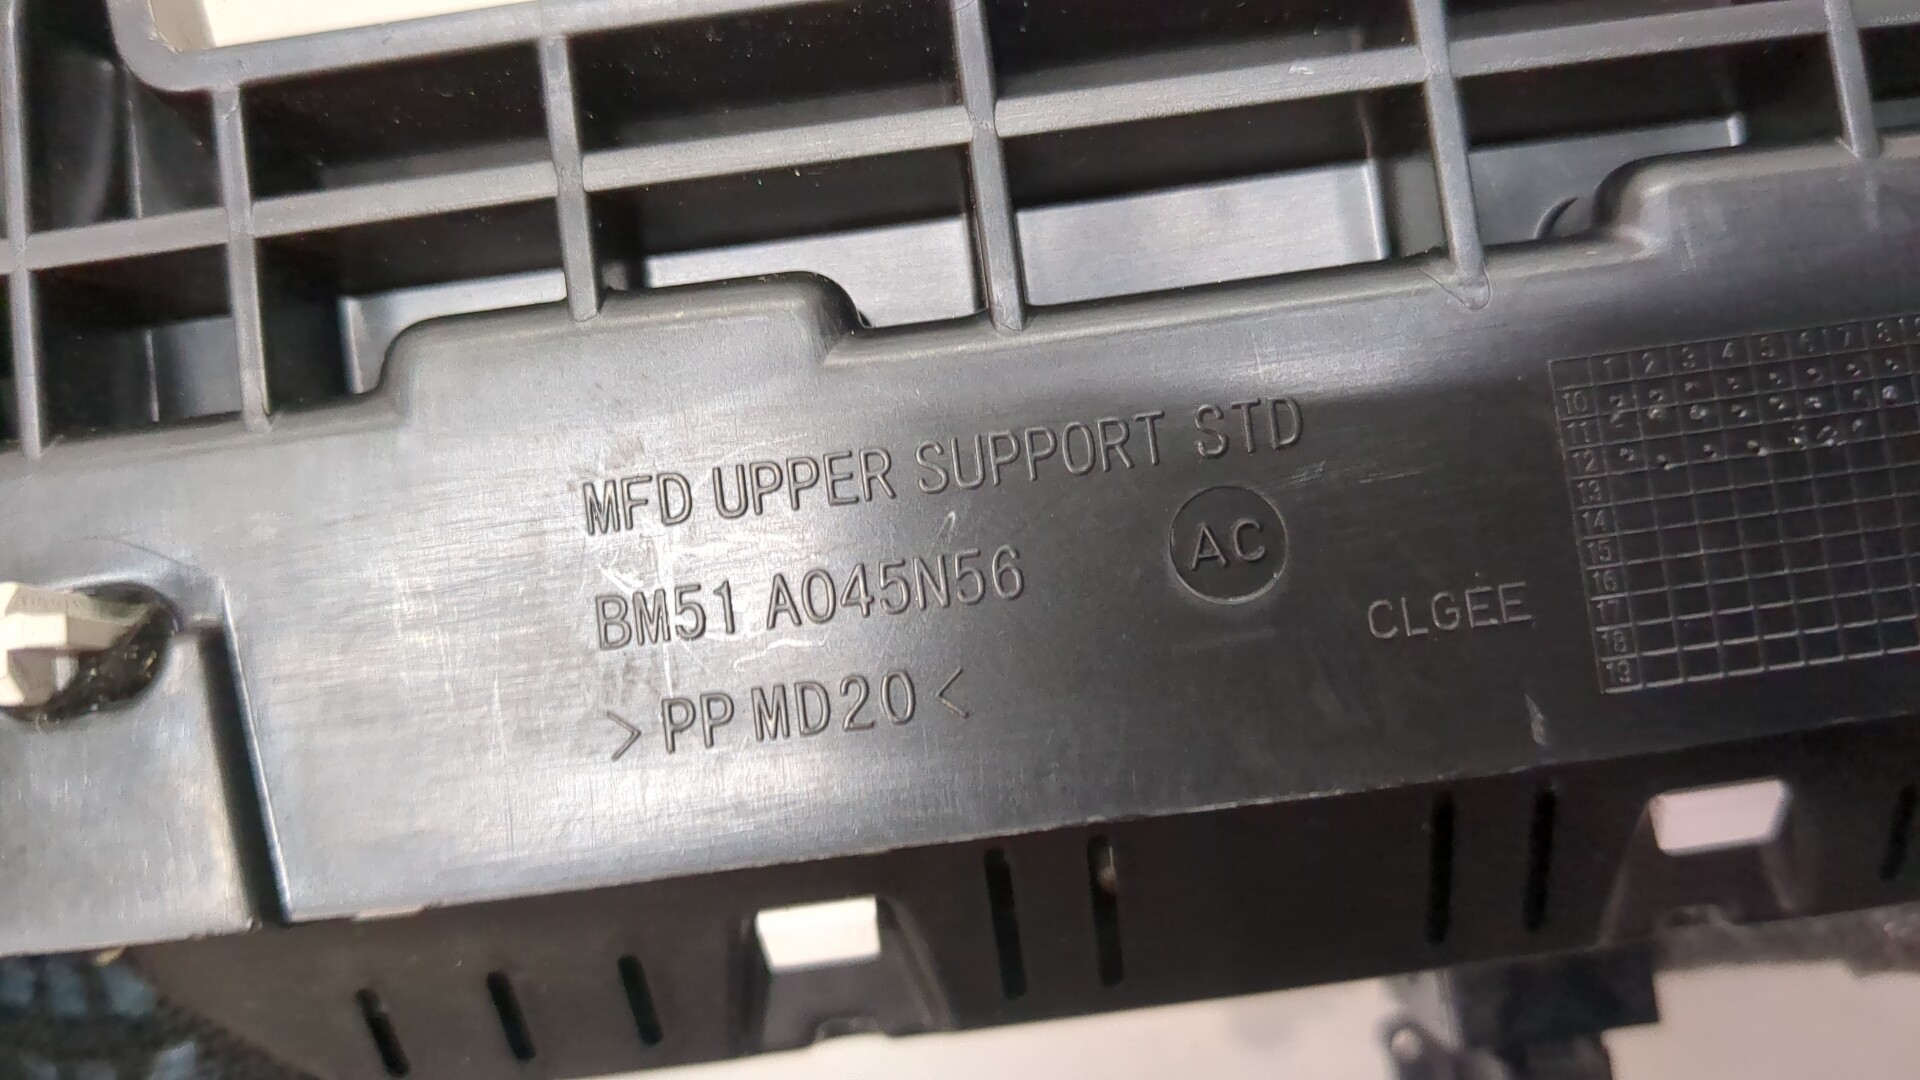 MFD UPPER SUPPORT STD
BM51 A045N56
AC
>PP MD20<
CLGEE
1 2 3 4 5 6 7 8
10
11
12
13
14
15
16
17
18
19